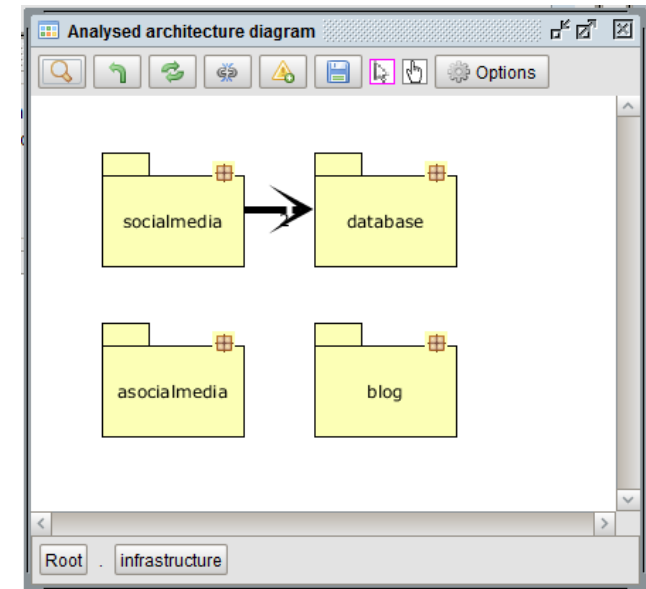 Analysed architecture diagram
Options
socialmedia
database
asocialmedia
blog
Root . infrastructure